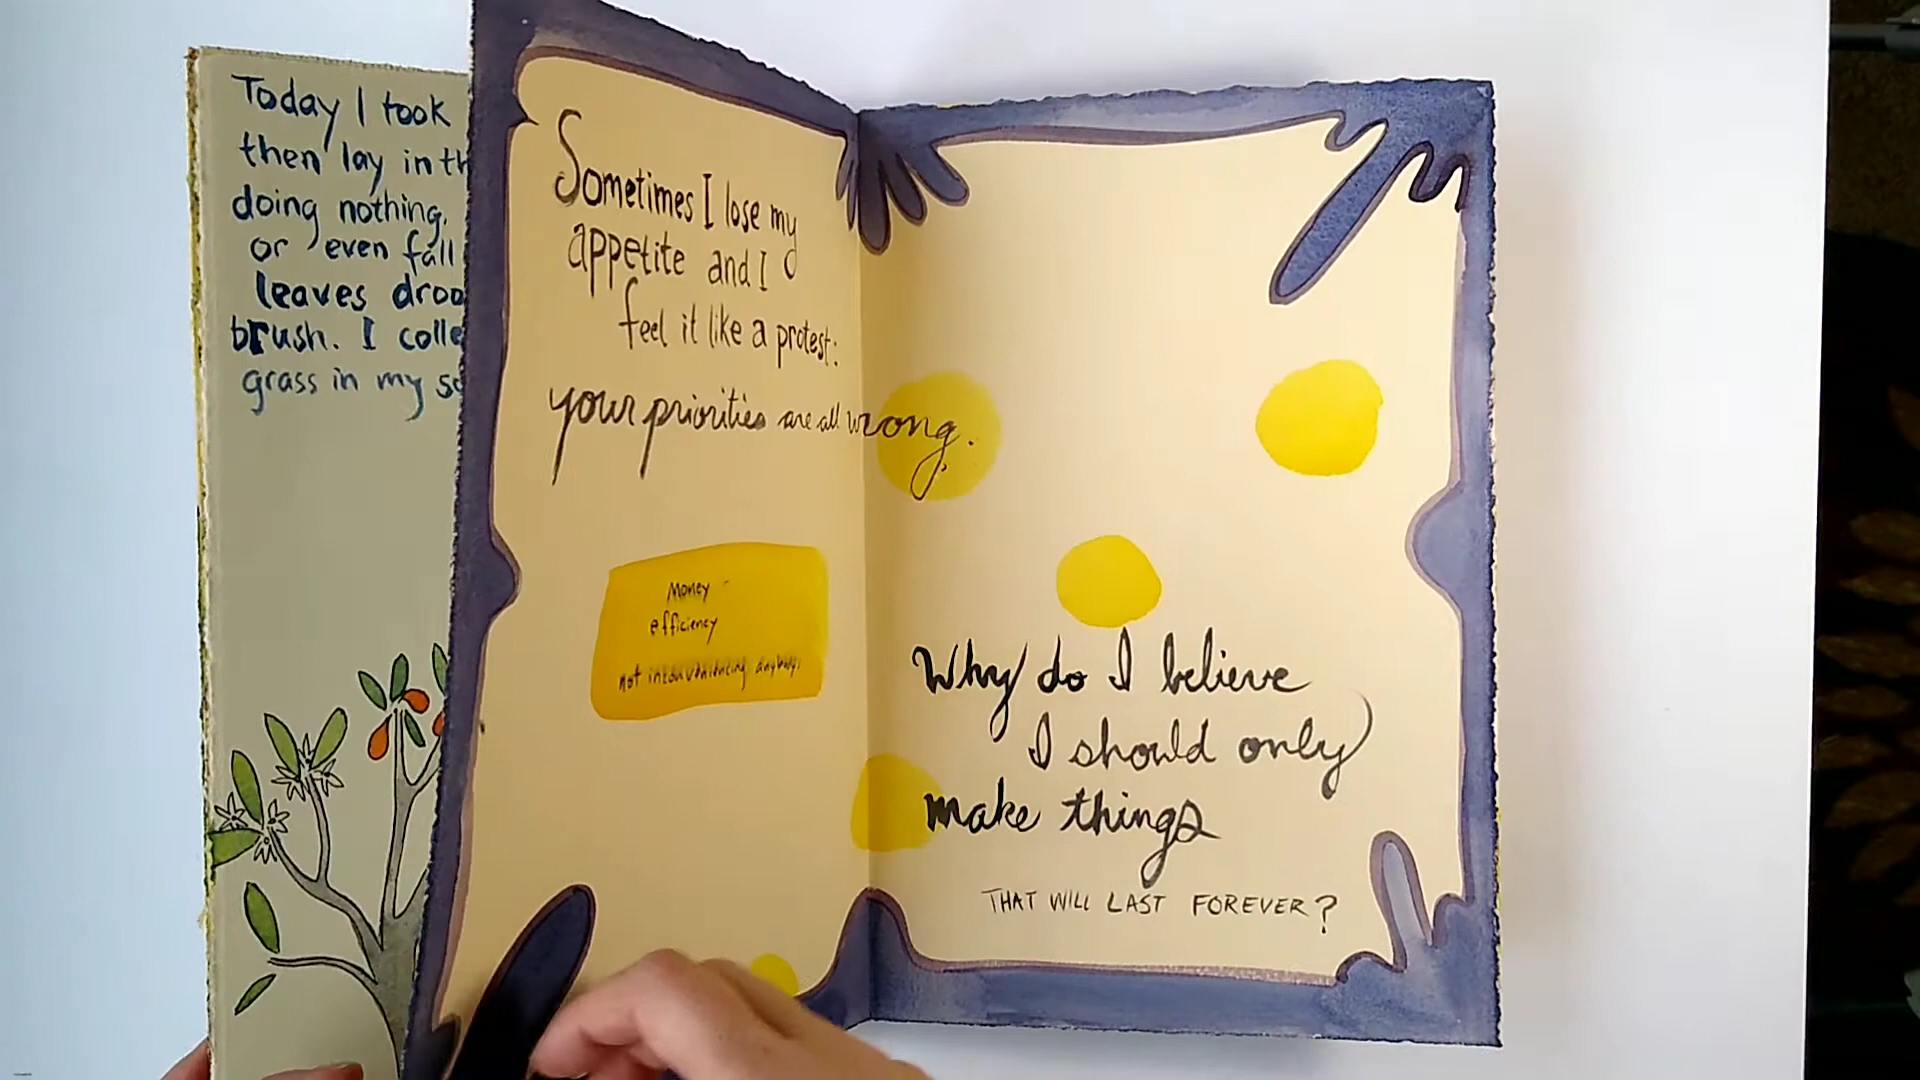 Today I took
then lay in th
doing nothing.
or even fall
leaves droo
brush. I colle
grass in my so
Sometimes I lose my
appetite and I
feel it like a protest:
your priorities are all wrong.
Money
efficiency
not inconveniencing anybody.
Why do I believe
I should only
make things
THAT WILL LAST FOREVER?